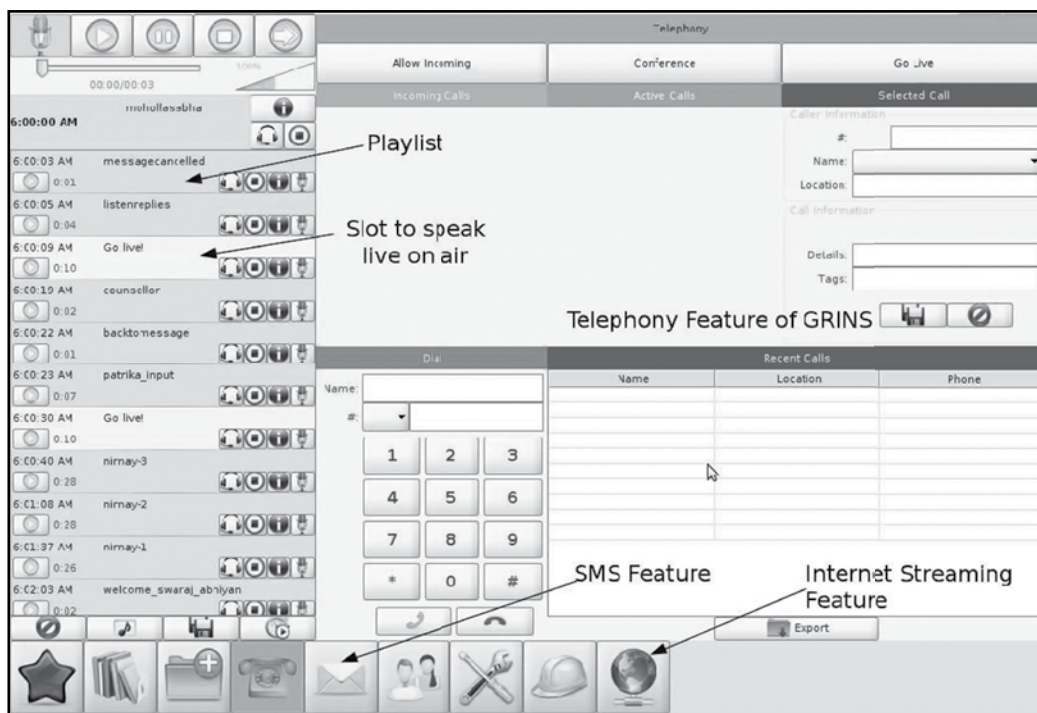 100%
00:00/00:03
mohollasabha
6:00:00 AM
6:00:03 AM messagecancelled
0:01
6:00:05 AM listenreplies
0:04
6:00:09 AM Go live!
0:10
6:00:19 AM counsellor
0:02
6:00:22 AM backtomessage
0:01
6:00:23 AM patrika_input
0:07
6:00:30 AM Go live!
0:10
6:00:40 AM nirnay-3
0:28
6:01:08 AM nirnay-2
0:28
6:01:37 AM nirnay-1
0:26
6:02:03 AM welcome_swaraj_abhiyan
0:02
Playlist
Slot to speak
live on air
Telephony
Allow Incoming Conference Go Live
Incoming Calls Active Calls Selected Call
Caller Information
#:
Name:
Location:
Call Information
Details:
Tags:
Telephony Feature of GRINS
Dial
Name:
#:
1 2 3
4 5 6
7 8 9
* 0 #
Recent Calls
Name Location Phone
SMS Feature
Internet Streaming
Feature
Export